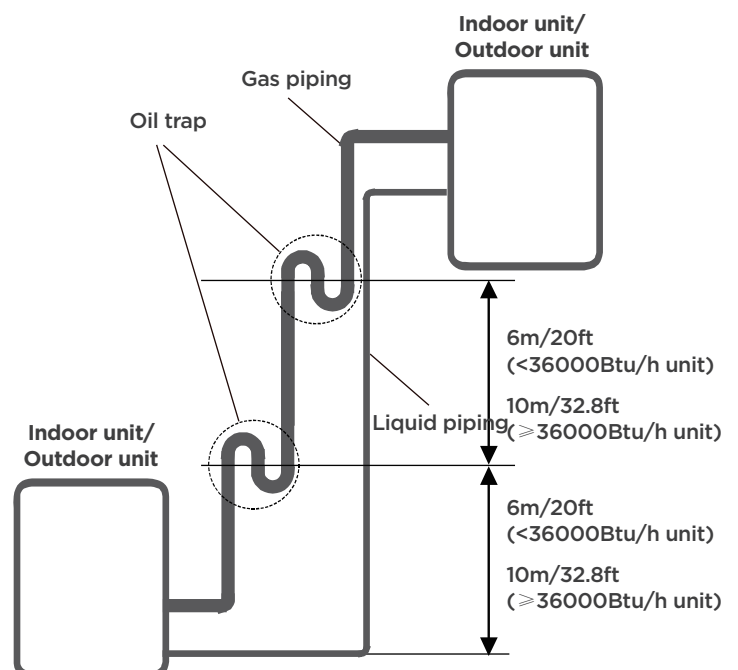 Indoor unit/
Outdoor unit
Gas piping
Oil trap
6m/20ft
(<36000Btu/h unit)
10m/32.8ft
(⩾36000Btu/h unit)
Liquid piping
Indoor unit/
Outdoor unit
6m/20ft
(<36000Btu/h unit)
10m/32.8ft
(⩾36000Btu/h unit)